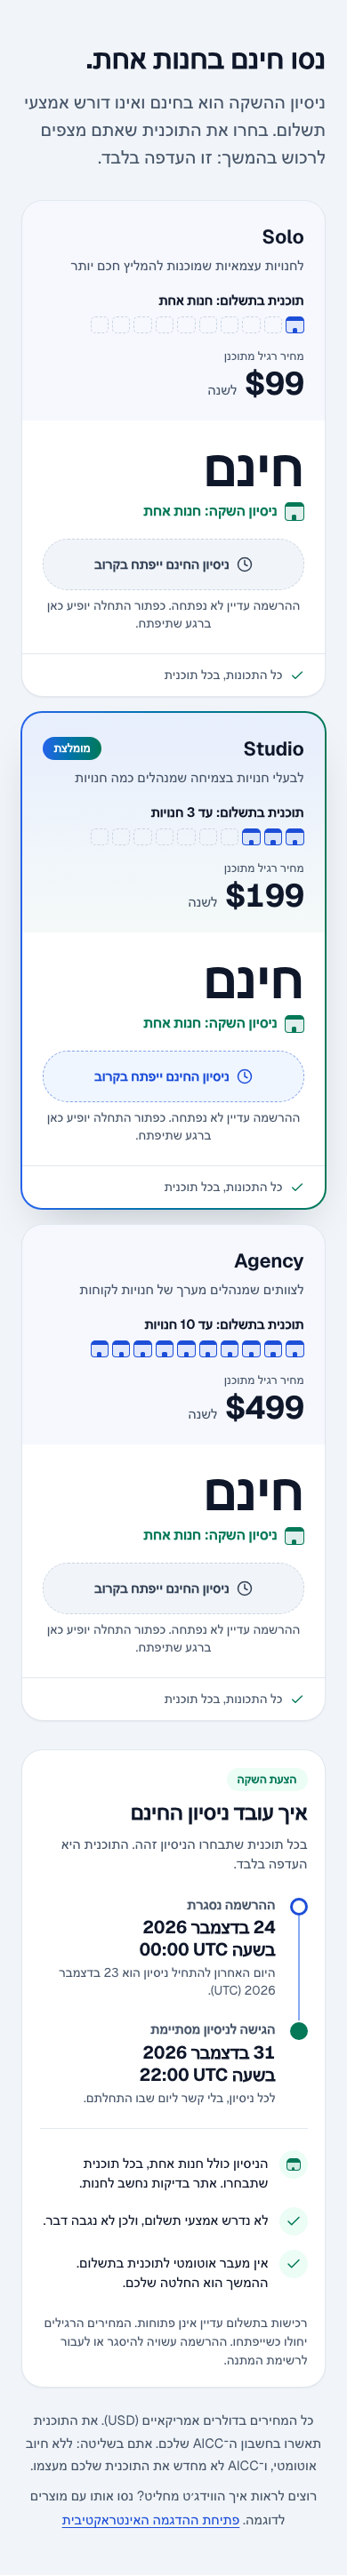 נסו חינם בחנות אחת.
ניסיון ההשקה הוא בחינם ואינו דורש אמצעי
תשלום. בחרו את התוכנית שאתם מצפים
לרכוש בהמשך: זו העדפה בלבד.
Solo
לחנויות עצמאיות שמוכנות להמליץ חכם יותר
תוכנית בתשלום: חנות אחת
מחיר רגיל מתוכנן
$99 לשנה
חינם
ניסיון השקה: חנות אחת
ניסיון החינם ייפתח בקרוב
ההרשמה עדיין לא נפתחה. כפתור התחלה יופיע כאן
ברגע שתיפתח.
כל התכונות, בכל תוכנית
Studio
מומלצת
לבעלי חנויות בצמיחה שמנהלים כמה חנויות
תוכנית בתשלום: עד 3 חנויות
מחיר רגיל מתוכנן
$199 לשנה
חינם
ניסיון השקה: חנות אחת
ניסיון החינם ייפתח בקרוב
ההרשמה עדיין לא נפתחה. כפתור התחלה יופיע כאן
ברגע שתיפתח.
כל התכונות, בכל תוכנית
Agency
לצוותים שמנהלים מערך של חנויות לקוחות
תוכנית בתשלום: עד 10 חנויות
מחיר רגיל מתוכנן
$499 לשנה
חינם
ניסיון השקה: חנות אחת
ניסיון החינם ייפתח בקרוב
ההרשמה עדיין לא נפתחה. כפתור התחלה יופיע כאן
ברגע שתיפתח.
כל התכונות, בכל תוכנית
הצעת השקה
איך עובד ניסיון החינם
בכל תוכנית שתבחרו הניסיון זהה. התוכנית היא
העדפה בלבד.
ההרשמה נסגרת
24 בדצמבר 2026
בשעה 00:00 UTC
היום האחרון להתחיל ניסיון הוא 23 בדצמבר
2026 (UTC).
הגישה לניסיון מסתיימת
31 בדצמבר 2026
בשעה 22:00 UTC
לכל ניסיון, בלי קשר ליום שבו התחלתם.
הניסיון כולל חנות אחת, בכל תוכנית
שתבחרו. אתר בדיקות נחשב לחנות.
לא נדרש אמצעי תשלום, ולכן לא נגבה דבר.
אין מעבר אוטומטי לתוכנית בתשלום.
ההמשך הוא החלטה שלכם.
רכישות בתשלום עדיין אינן פתוחות. המחירים הרגילים
יחולו כשייפתחו. ההרשמה עשויה להיסגר או לעבור
לרשימת המתנה.
כל המחירים בדולרים אמריקאיים (USD). את התוכנית
תאשרו בחשבון ה־AICC שלכם. אתם בשליטה: ללא חיוב
אוטומטי, ו־AICC לא מחדש את התוכנית שלכם מעצמו.
רוצים לראות איך הווידג׳ט מחליט? נסו אותו עם מוצרים
לדוגמה. פתיחת ההדגמה האינטראקטיבית